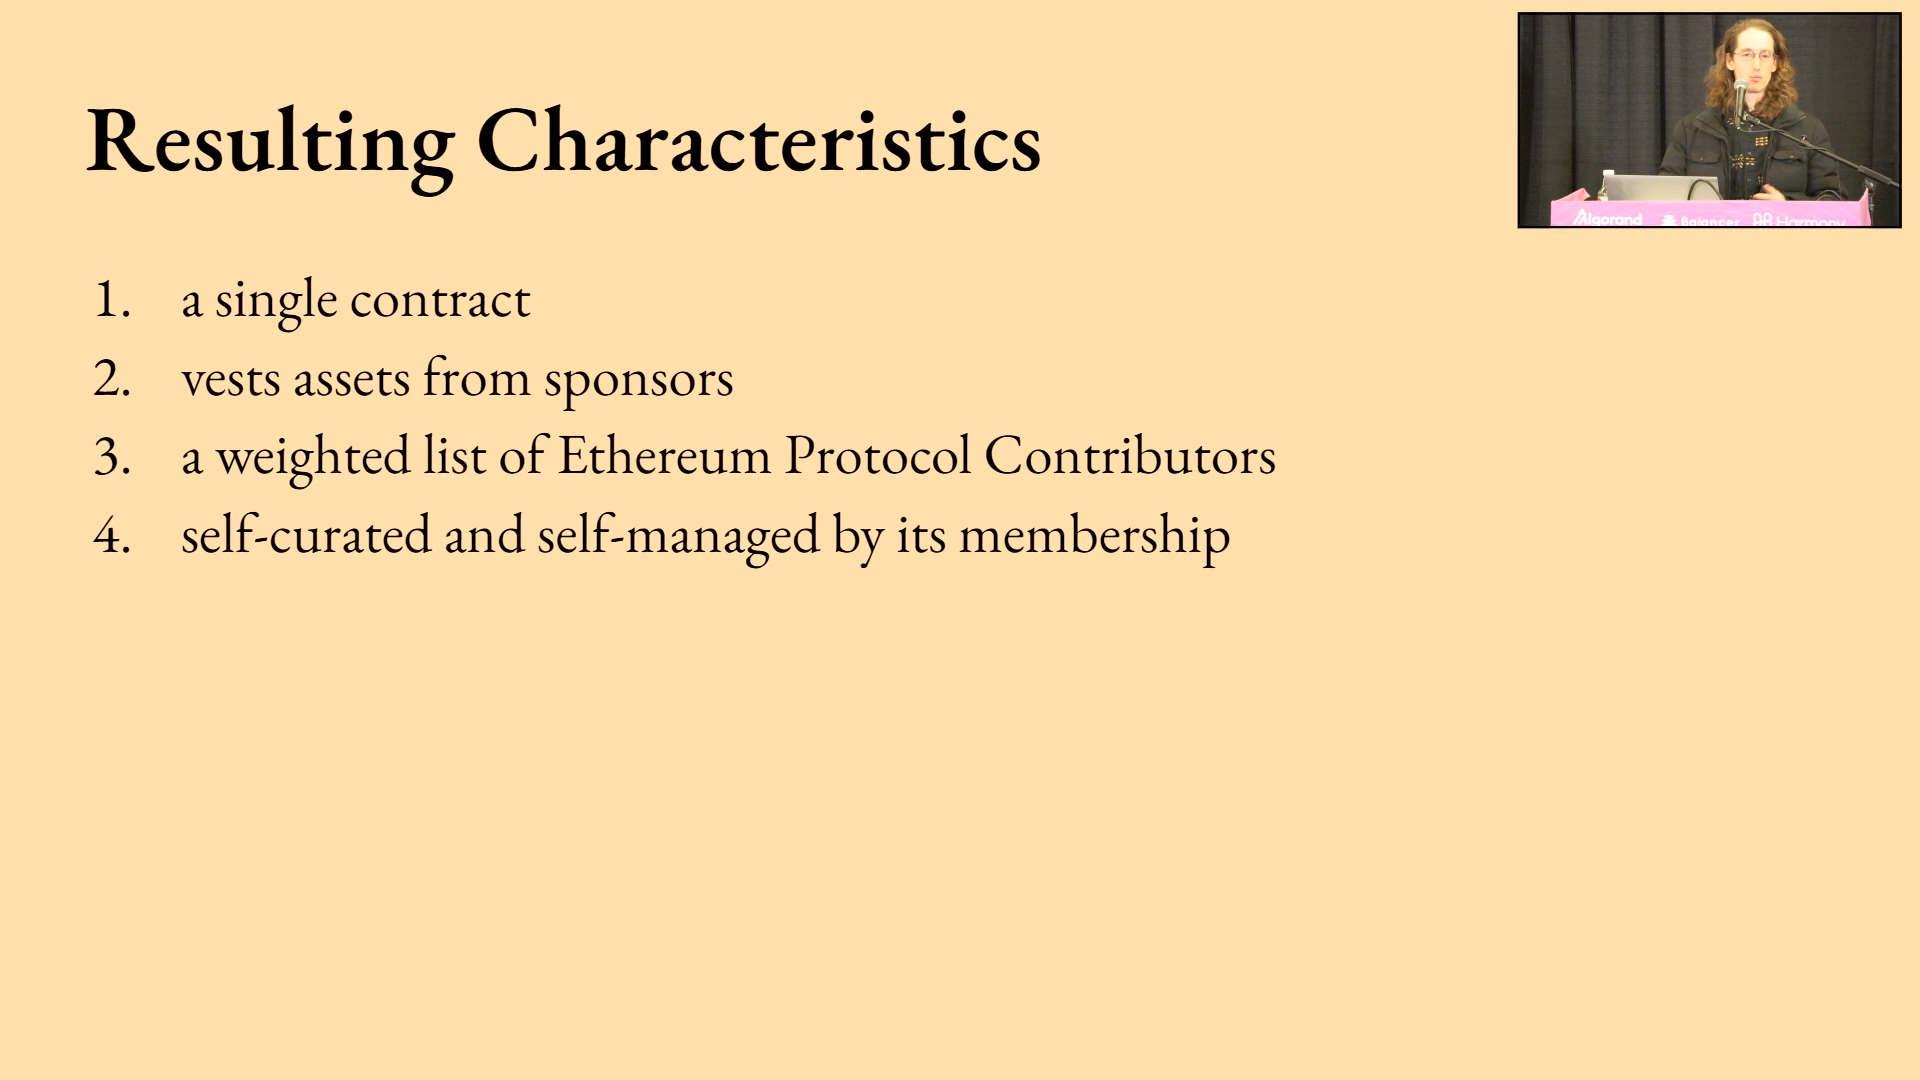 Resulting Characteristics
1. a single contract
2. vests assets from sponsors
3. a weighted list of Ethereum Protocol Contributors
4. self-curated and self-managed by its membership
Algorand Balancer Harmony